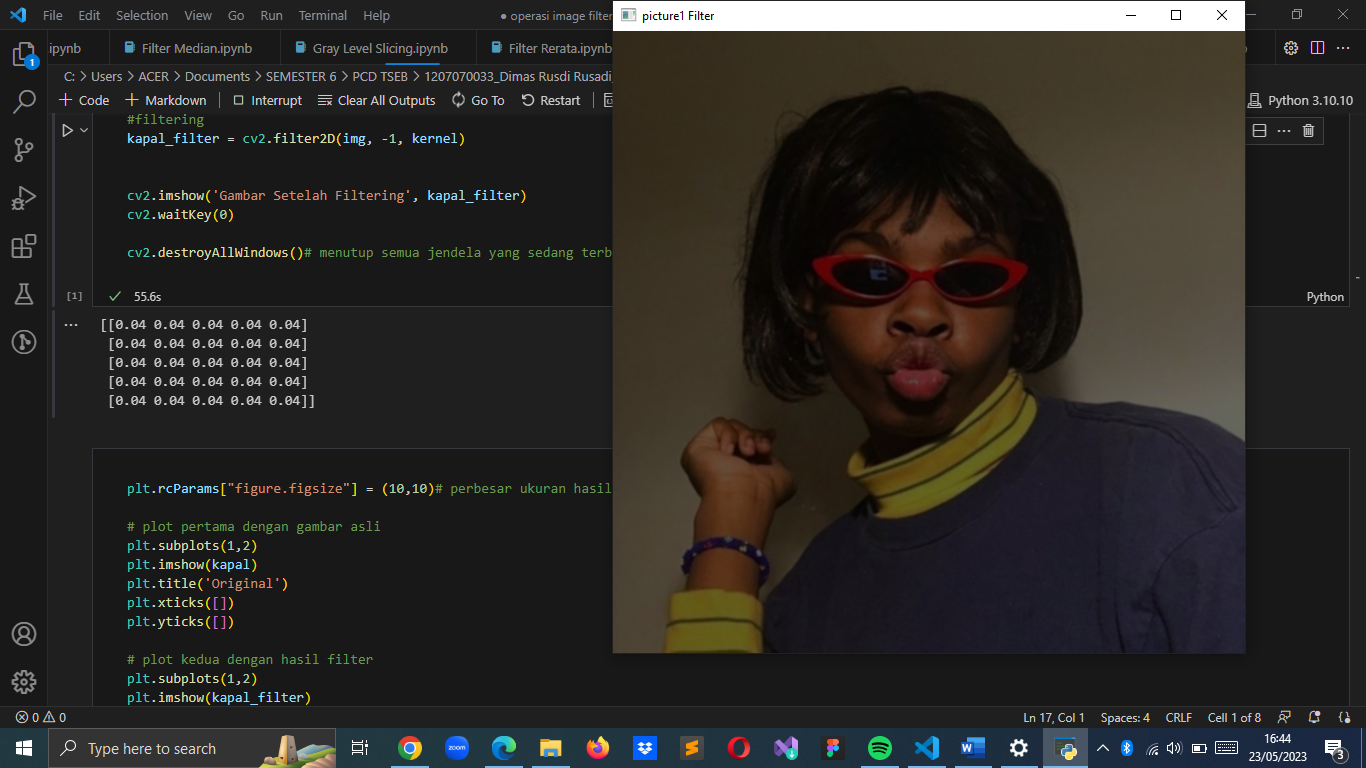 File Edit Selection View Go Run Terminal Help
● operasi image filter
picture1 Filter
.ipynb
Filter Median.ipynb
Gray Level Slicing.ipynb
Filter Rerata.ipynb
C: > Users > ACER > Documents > SEMESTER 6 > PCD TSEB > 1207070033_Dimas Rusdi Rusadi_
+ Code + Markdown Interrupt Clear All Outputs Go To Restart
Python 3.10.10
#filtering
kapal_filter = cv2.filter2D(img, -1, kernel)
cv2.imshow('Gambar Setelah Filtering', kapal_filter)
cv2.waitKey(0)
cv2.destroyAllWindows()# menutup semua jendela yang sedang terb
[1] ✓ 55.6s
Python
[[0.04 0.04 0.04 0.04 0.04]
[0.04 0.04 0.04 0.04 0.04]
[0.04 0.04 0.04 0.04 0.04]
[0.04 0.04 0.04 0.04 0.04]
[0.04 0.04 0.04 0.04 0.04]]
plt.rcParams["figure.figsize"] = (10,10)# perbesar ukuran hasil
# plot pertama dengan gambar asli
plt.subplots(1,2)
plt.imshow(kapal)
plt.title('Original')
plt.xticks([])
plt.yticks([])
# plot kedua dengan hasil filter
plt.subplots(1,2)
plt.imshow(kapal_filter)
1
0 0
Ln 17, Col 1 Spaces: 4 CRLF Cell 1 of 8
Type here to search
zoom
16:44
23/05/2023
3